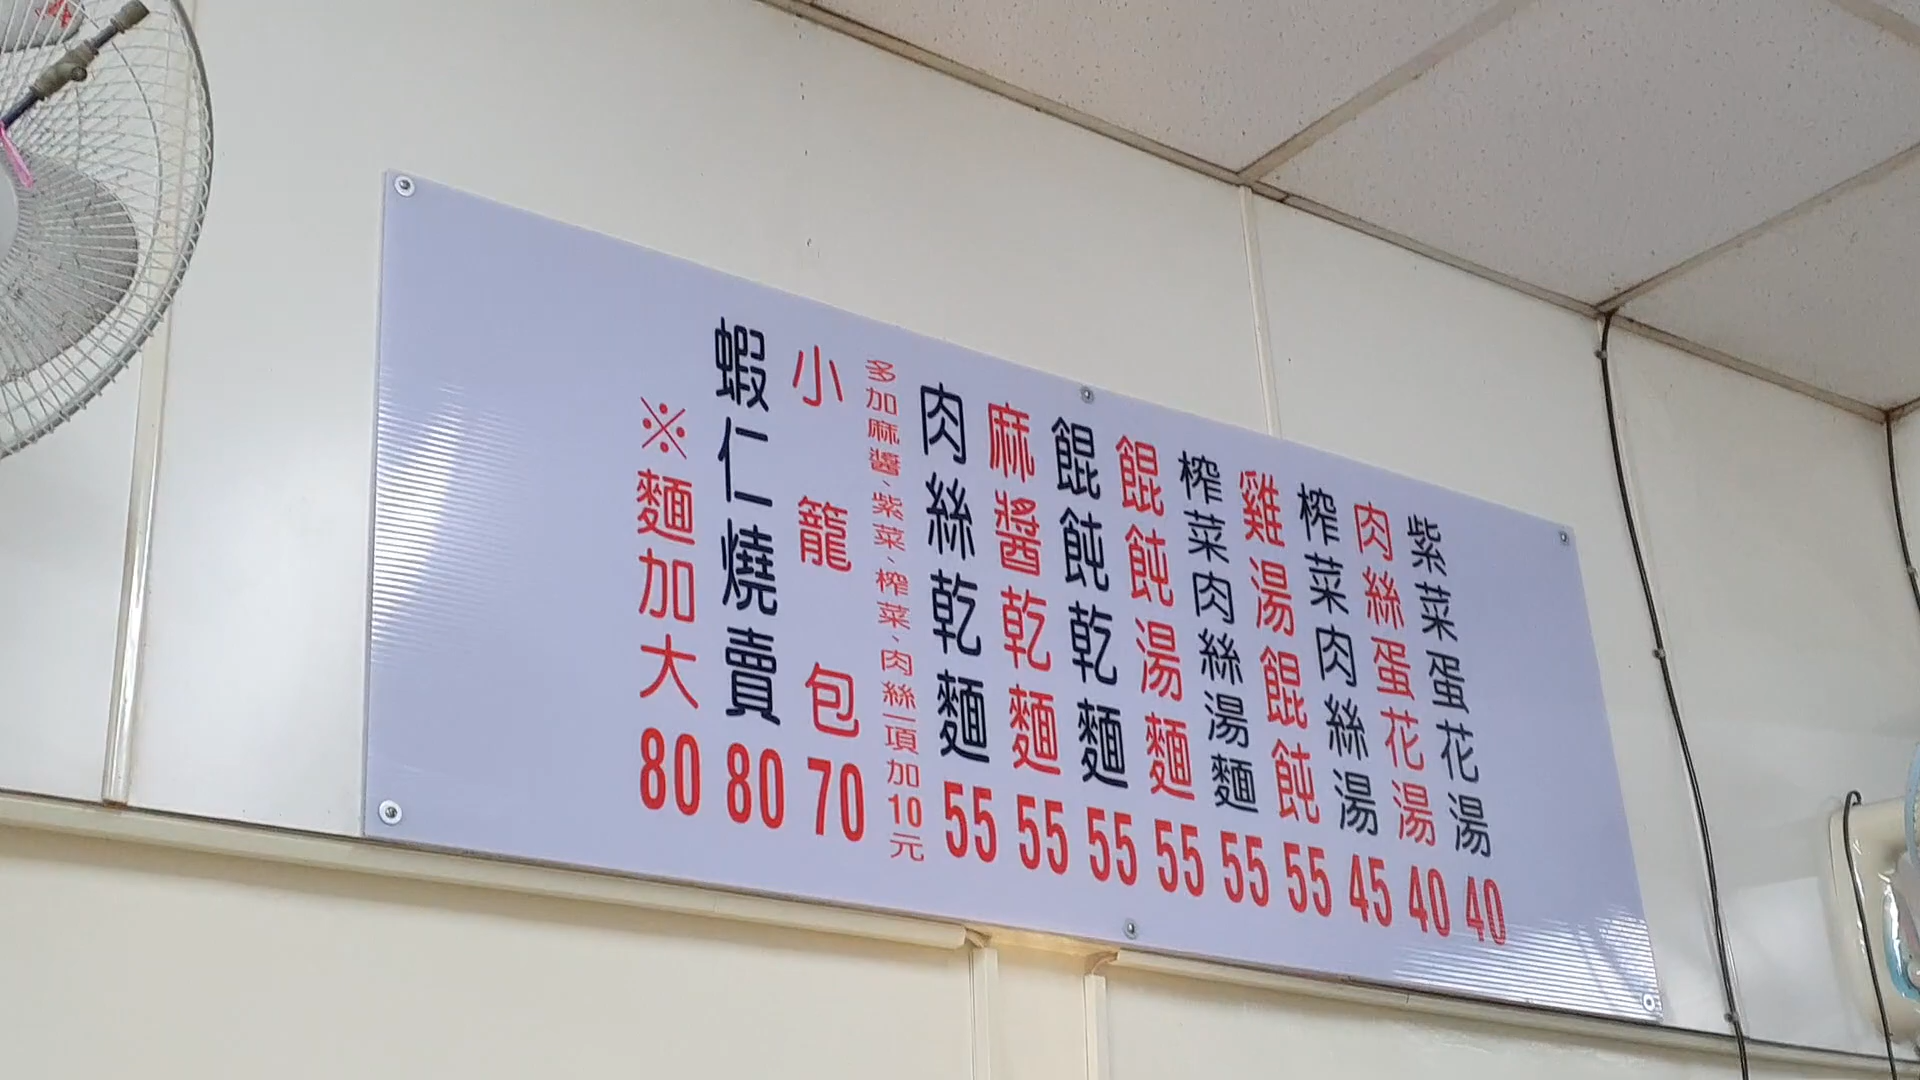 紫菜蛋花湯 40
肉絲蛋花湯 40
榨菜肉絲湯 45
雞湯餛飩 55
榨菜肉絲湯麵 55
餛飩湯麵 55
餛飩乾麵 55
麻醬乾麵 55
肉絲乾麵 55
多加麻醬、紫菜、榨菜、肉絲一項加10元
小籠包 70
蝦仁燒賣 80
※麵加大 80